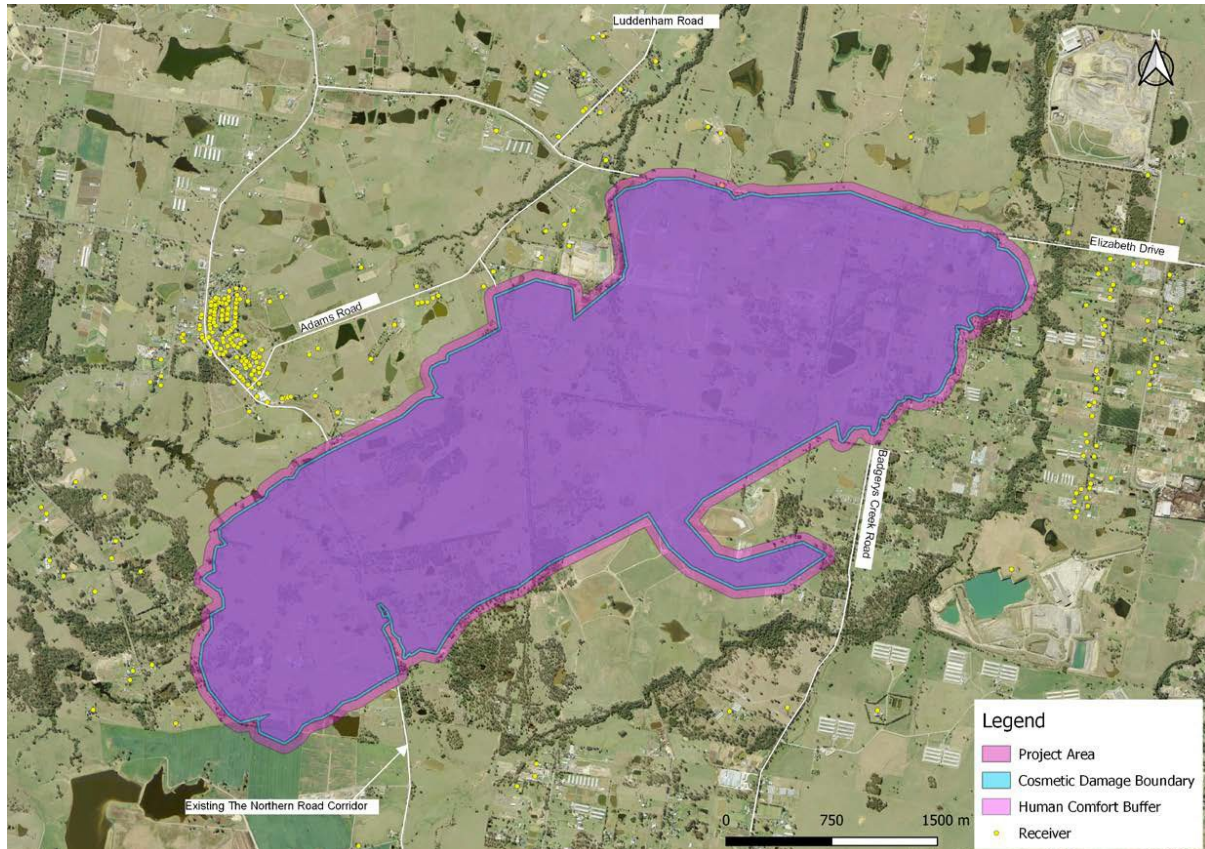 Luddenham Road
N
Elizabeth Drive
Adams Road
Badgerys Creek Road
Existing The Northern Road Corridor
Legend
Project Area
Cosmetic Damage Boundary
Human Comfort Buffer
Receiver
0 750 1500 m